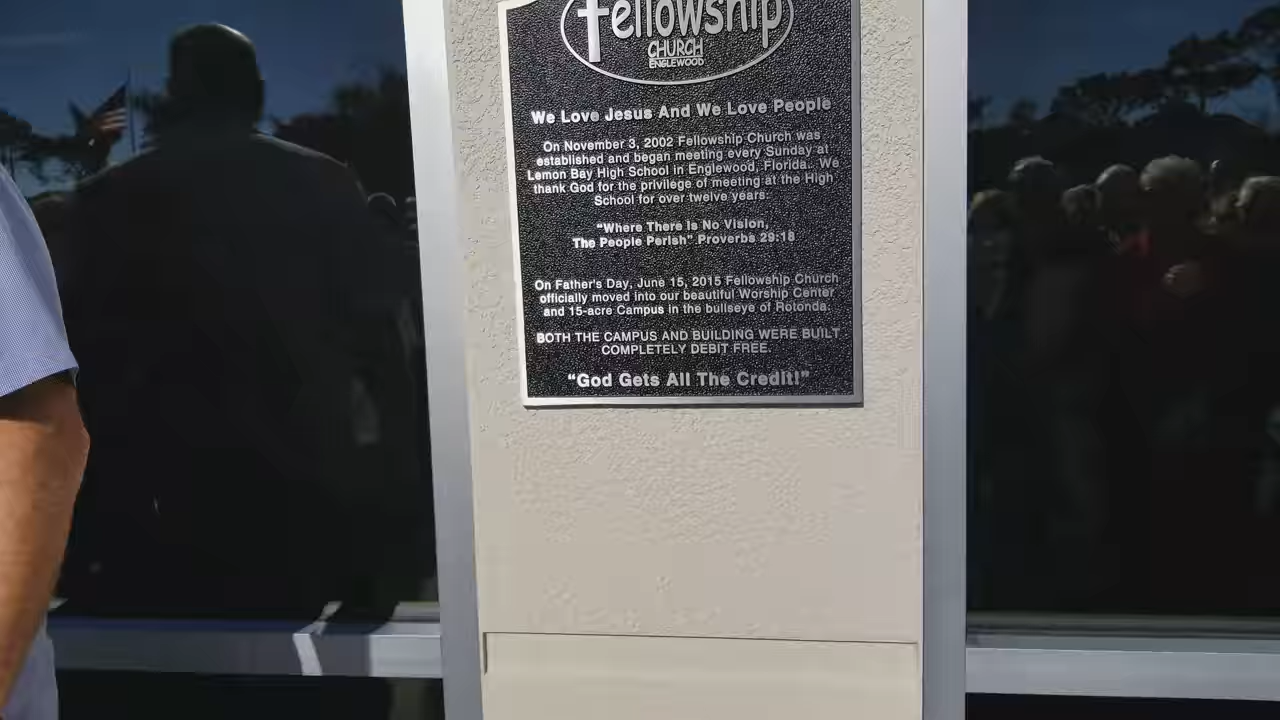 Fellowship
CHURCH
ENGLEWOOD
We Love Jesus And We Love People
On November 3, 2002 Fellowship Church was
established and began meeting every Sunday at
Lemon Bay High School in Englewood, Florida. We
thank God for the privilege of meeting at the High
School for over twelve years.
“Where There Is No Vision,
The People Perish” Proverbs 29:18
On Father's Day, June 15, 2015 Fellowship Church
officially moved into our beautiful Worship Center
and 15-acre Campus in the bullseye of Rotonda.
BOTH THE CAMPUS AND BUILDING WERE BUILT
COMPLETELY DEBIT FREE.
“God Gets All The Credit!”